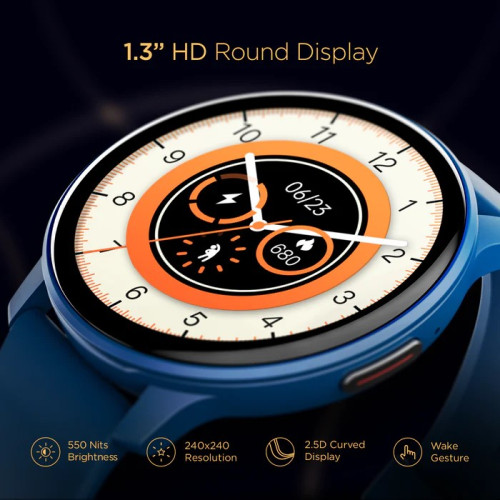 1.3” HD Round Display
10
11
12
1
2
3
4
5
6
7
8
9
06/23
680
550 Nits
Brightness
240x240
Resolution
2.5D Curved
Display
Wake
Gesture